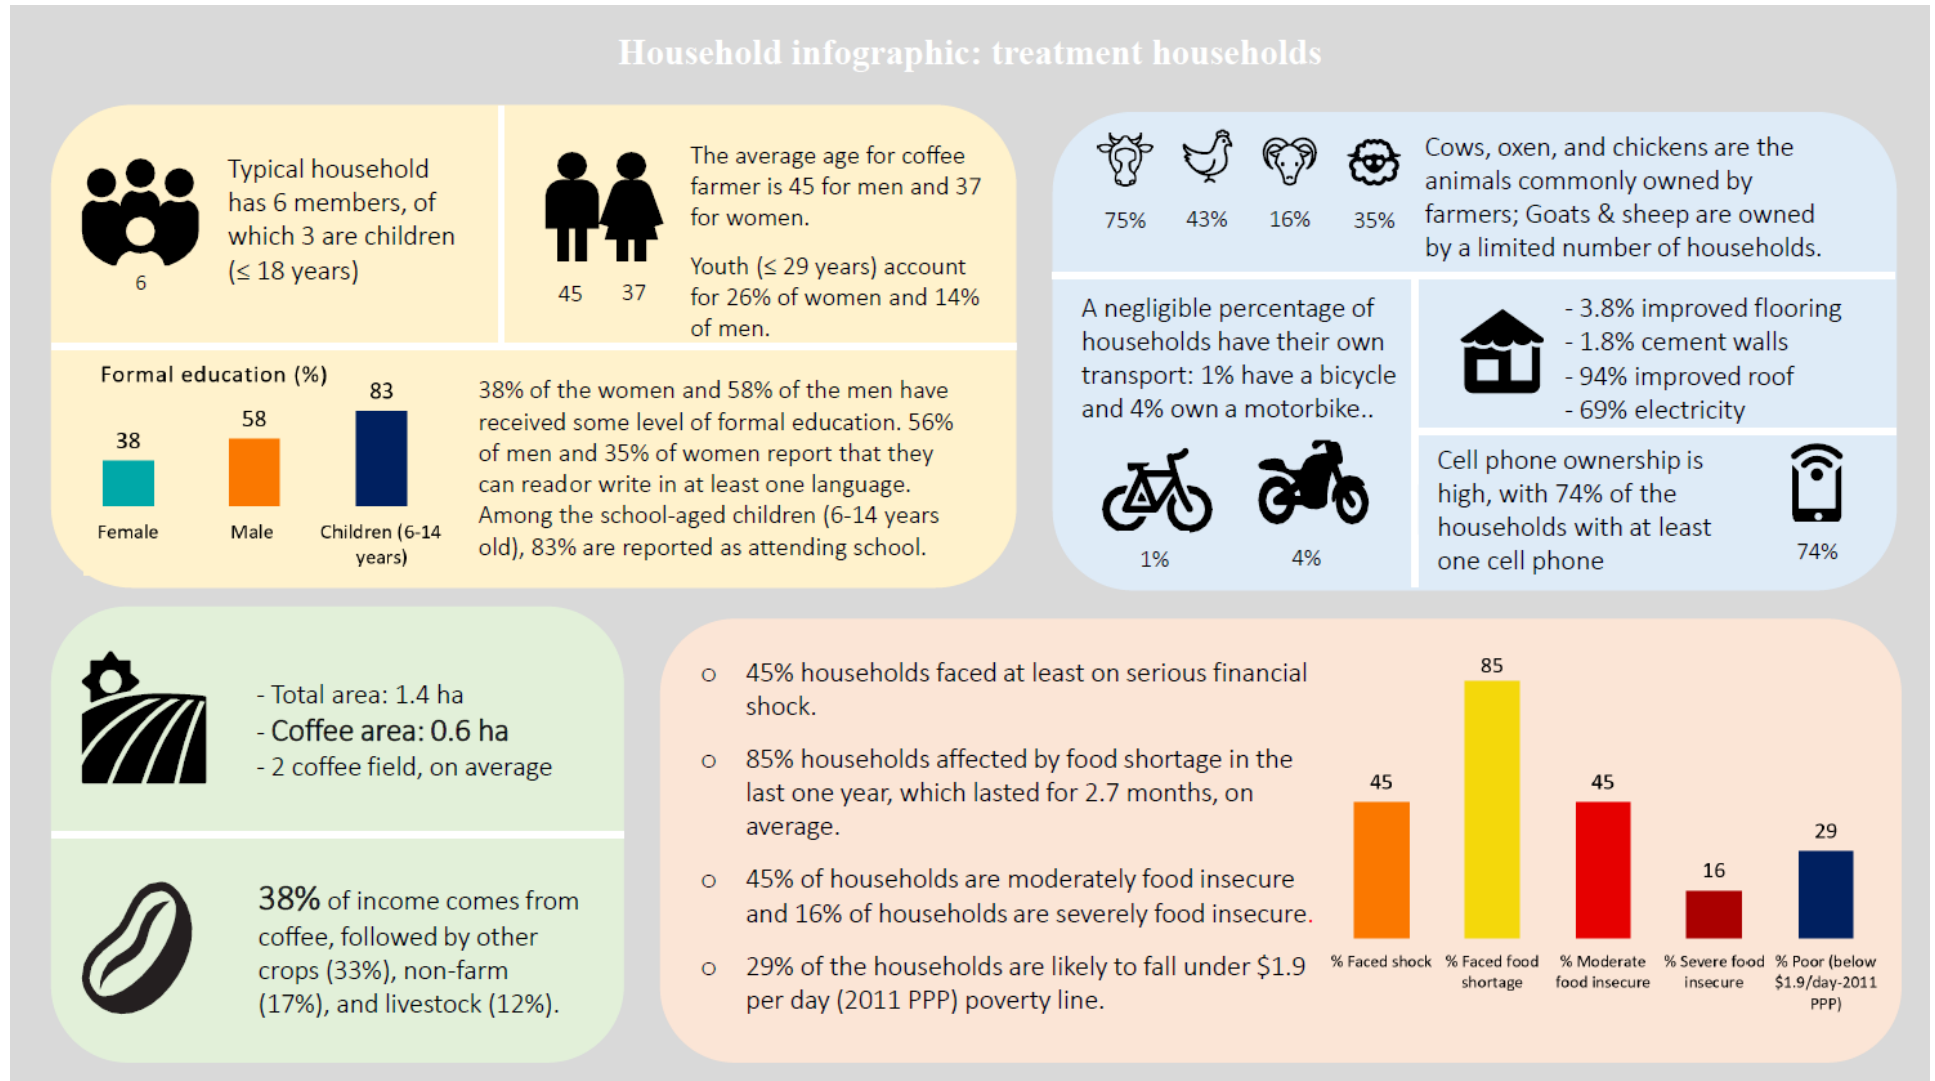 Household infographic: treatment households
Typical household
has 6 members, of
which 3 are children
(≤ 18 years)
6
The average age for coffee
farmer is 45 for men and 37
for women.
Youth (≤ 29 years) account
for 26% of women and 14%
of men.
45 37
Formal education (%)
38
58
83
Female
Male
Children (6-14
years)
38% of the women and 58% of the men have
received some level of formal education. 56%
of men and 35% of women report that they
can reador write in at least one language.
Among the school-aged children (6-14 years
old), 83% are reported as attending school.
75% 43% 16% 35%
Cows, oxen, and chickens are the
animals commonly owned by
farmers; Goats & sheep are owned
by a limited number of households.
A negligible percentage of
households have their own
transport: 1% have a bicycle
and 4% own a motorbike..
1% 4%
- 3.8% improved flooring
- 1.8% cement walls
- 94% improved roof
- 69% electricity
Cell phone ownership is
high, with 74% of the
households with at least
one cell phone
74%
- Total area: 1.4 ha
- Coffee area: 0.6 ha
- 2 coffee field, on average
38% of income comes from
coffee, followed by other
crops (33%), non-farm
(17%), and livestock (12%).
o 45% households faced at least on serious financial
shock.
o 85% households affected by food shortage in the
last one year, which lasted for 2.7 months, on
average.
o 45% of households are moderately food insecure
and 16% of households are severely food insecure.
o 29% of the households are likely to fall under $1.9
per day (2011 PPP) poverty line.
45
85
45
16
29
% Faced shock
% Faced food
shortage
% Moderate
food insecure
% Severe food
insecure
% Poor (below
$1.9/day-2011
PPP)